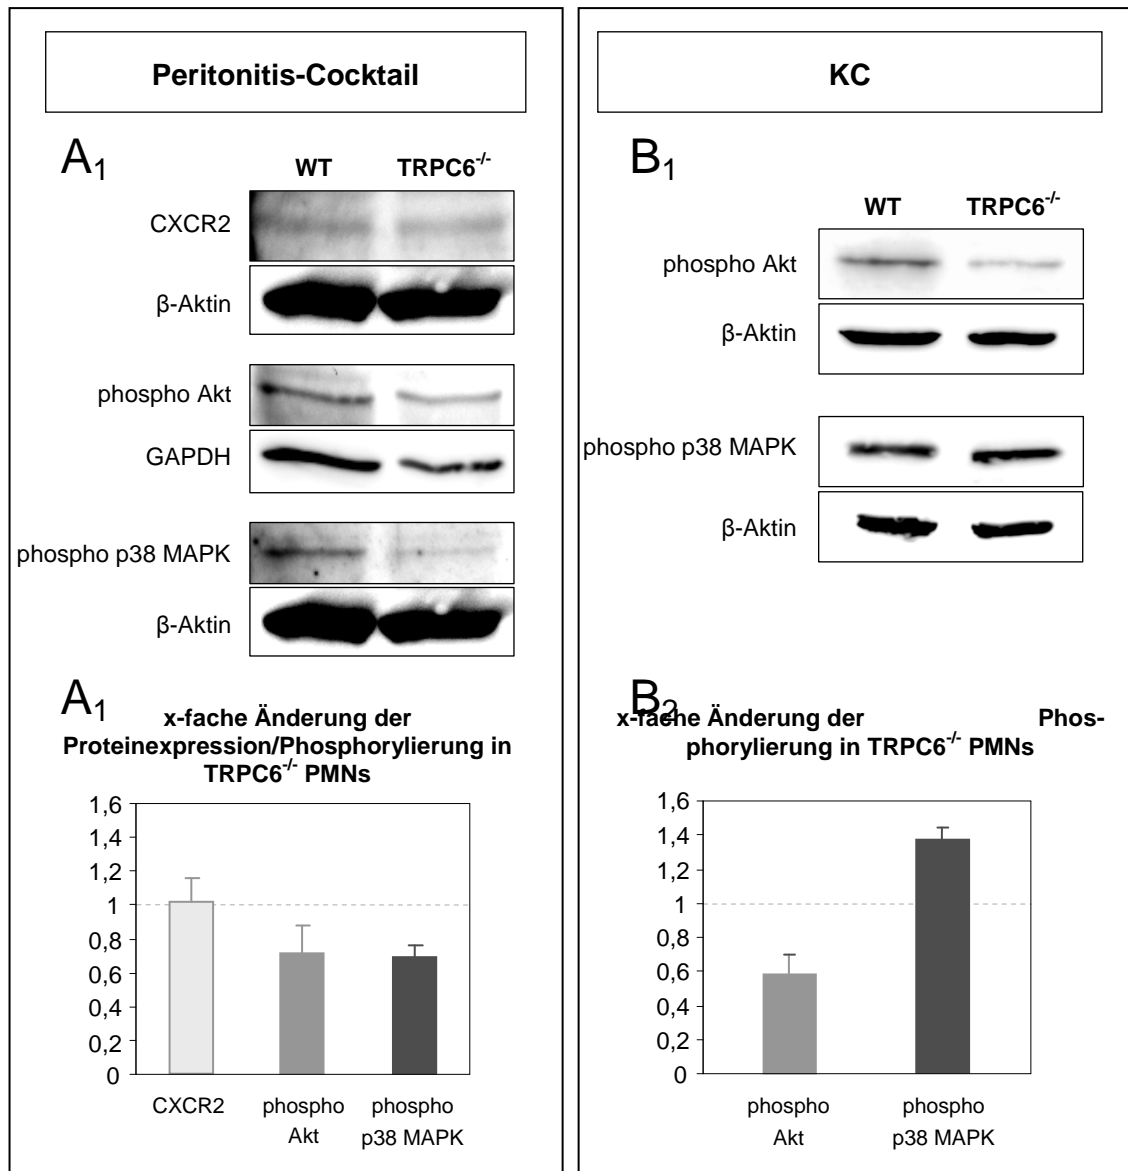 Peritonitis-Cocktail
A1
WT TRPC6-/-
CXCR2
β-Aktin
phospho Akt
GAPDH
phospho p38 MAPK
β-Aktin
A1
x-fache Änderung der
Proteinexpression/Phosphorylierung in
TRPC6-/- PMNs
1,6
1,4
1,2
1
0,8
0,6
0,4
0,2
0
CXCR2 phospho phospho
Akt p38 MAPK
KC
B1
WT TRPC6-/-
phospho Akt
β-Aktin
phospho p38 MAPK
β-Aktin
B2
x-fache Änderung der Phos-
phorylierung in TRPC6-/- PMNs
1,6
1,4
1,2
1
0,8
0,6
0,4
0,2
0
phospho phospho
Akt p38 MAPK